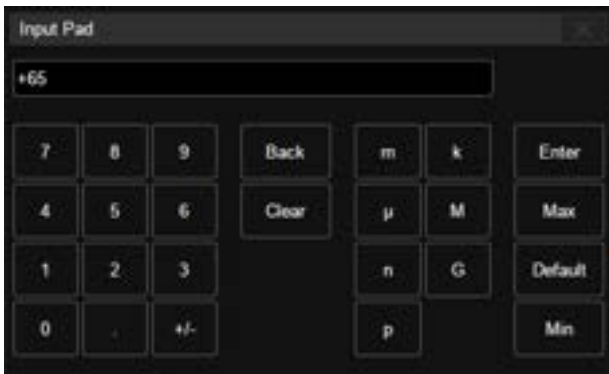 Input Pad
+65
7 8 9 Back m k Enter
4 5 6 Clear µ M Max
1 2 3 n G Default
0 . +/- p Min